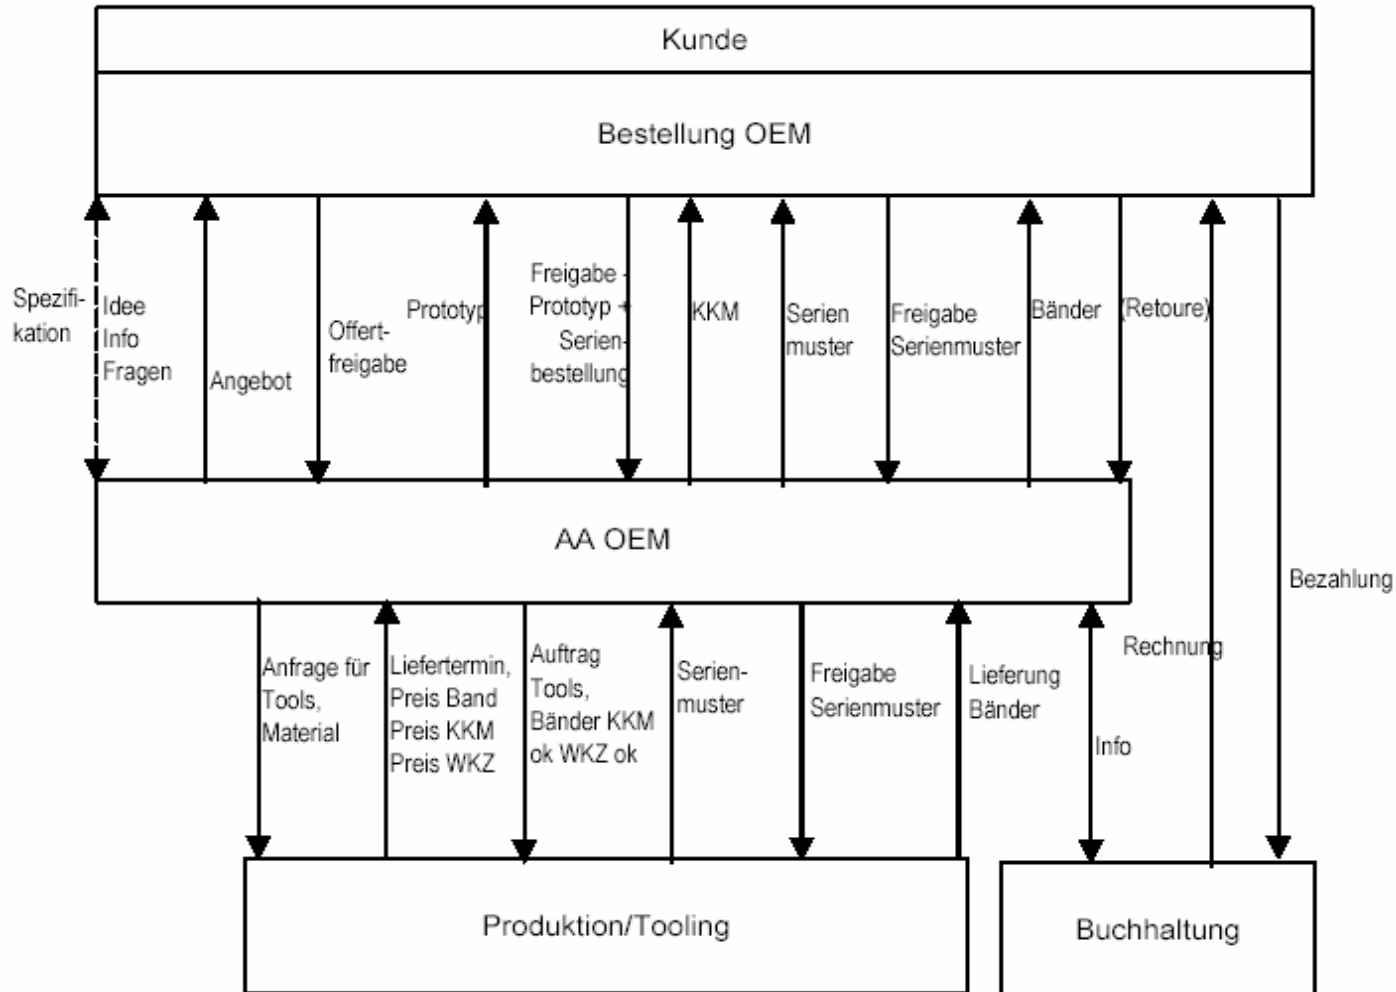 Kunde
Bestellung OEM
Spezifi-
kation
Idee
Info
Fragen
Angebot
Offert-
freigabe
Prototyp
Freigabe -
Prototyp +
Serien-
bestellung
KKM
Serien
muster
Freigabe
Serienmuster
Bänder
(Retoure)
AA OEM
Bezahlung
Anfrage für
Tools,
Material
Liefertermin,
Preis Band
Preis KKM
Preis WKZ
Auftrag
Tools,
Bänder KKM
ok WKZ ok
Serien-
muster
Freigabe
Serienmuster
Lieferung
Bänder
Info
Rechnung
Produktion/Tooling
Buchhaltung